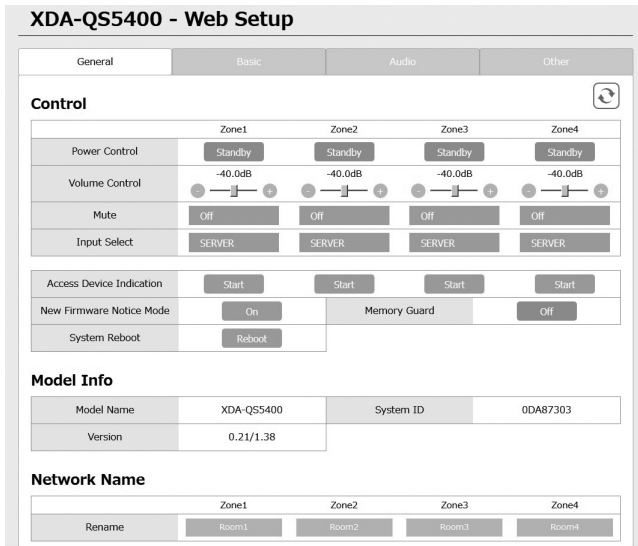 XDA-QS5400 - Web Setup
General Basic Audio Other
Control
Zone1 Zone2 Zone3 Zone4
Power Control Standby Standby Standby Standby
-40.0dB -40.0dB -40.0dB -40.0dB
Volume Control - + - + - + - +
Mute Off Off Off Off
Input Select SERVER SERVER SERVER SERVER
Access Device Indication Start Start Start Start
New Firmware Notice Mode On Memory Guard Off
System Reboot Reboot
Model Info
Model Name XDA-QS5400 System ID 0DA87303
Version 0.21/1.38
Network Name
Zone1 Zone2 Zone3 Zone4
Rename Room1 Room2 Room3 Room4